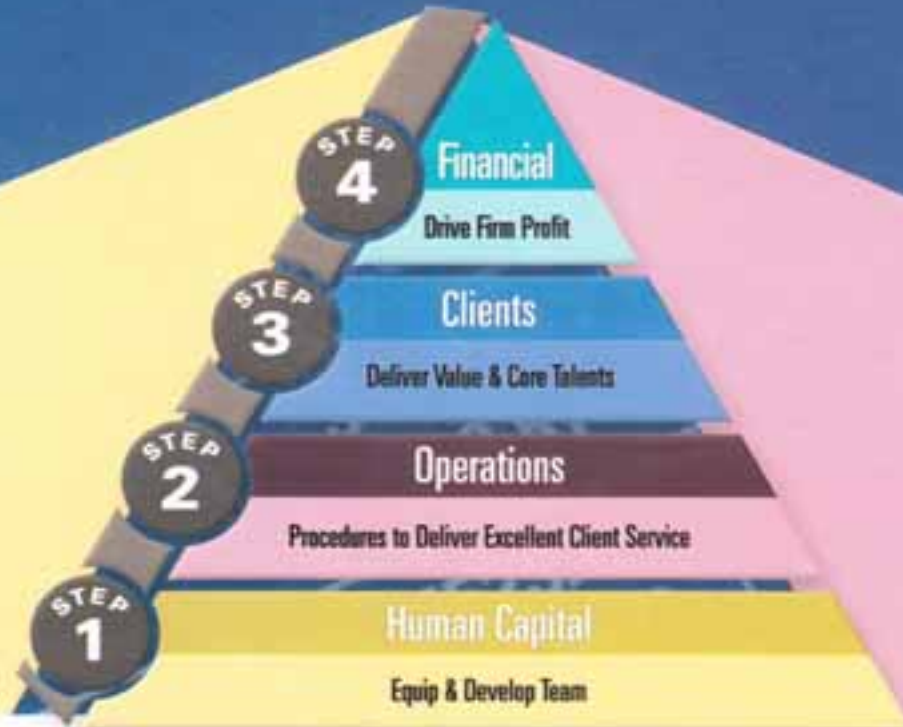 STEP
4
Financial
Drive Firm Profit
STEP
3
Clients
Deliver Value & Core Talents
STEP
2
Operations
Procedures to Deliver Excellent Client Service
STEP
1
Human Capital
Equip & Develop Team